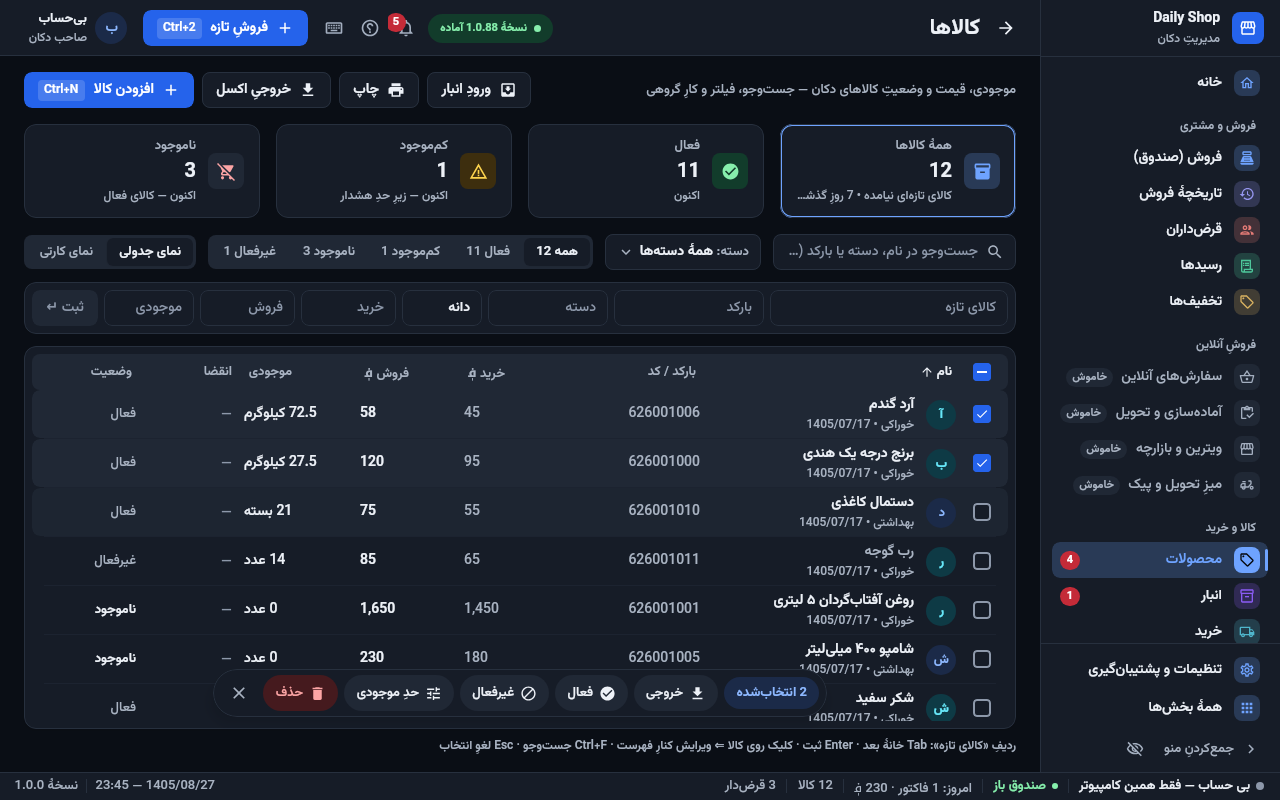 Daily Shop
مدیریتِ دکان
خانه
فروش و مشتری
فروش (صندوق)
تاریخچهٔ فروش
قرض‌داران
رسیدها
تخفیف‌ها
فروش آنلاین
سفارش‌های آنلاین خاموش
آماده‌سازی و تحویل خاموش
ویترین و بازارچه خاموش
میزِ تحویل و پیک خاموش
کالا و خرید
محصولات 4
انبار 1
خرید
تنظیمات و پشتیبان‌گیری
همهٔ بخش‌ها
جمع‌کردنِ منو
کالاها
نسخهٔ 1.0.88 آماده
5
فروشِ تازه Ctrl+2
ب
بی‌حساب
صاحب دکان
موجودی، قیمت و وضعیتِ کالاهای دکان — جست‌وجو، فیلتر و کارِ گروهی
ورودِ انبار
چاپ
خروجیِ اکسل
افزودن کالا Ctrl+N
همهٔ کالاها
12
کالای تازه‌ای نیامده • 7 روزِ گذش...
فعال
11
اکنون
کم‌موجود
1
اکنون — زیرِ حدِ هشدار
ناموجود
3
اکنون — کالای فعال
جست‌وجو در نام، دسته یا بارکد (...
دسته: همهٔ دسته‌ها
همه 12
فعال 11
کم‌موجود 1
ناموجود 3
غیرفعال 1
نمای جدولی
نمای کارتی
کالای تازه
بارکد
دسته
دانه
خرید
فروش
موجودی
ثبت ↵
نام ↑ بارکد / کد خرید ؋ فروش ؋ موجودی انقضا وضعیت
آ آرد گندم 626001006 45 58 72.5 کیلوگرم — فعال
خوراکی • 1405/07/17
ب برنج درجه یک هندی 626001000 95 120 27.5 کیلوگرم — فعال
خوراکی • 1405/07/17
د دستمال کاغذی 626001010 55 75 21 بسته — فعال
بهداشتی • 1405/07/17
ر رب گوجه 626001011 65 85 14 عدد — غیرفعال
خوراکی • 1405/07/17
ر روغن آفتاب‌گردان ۵ لیتری 626001001 1,450 1,650 0 عدد — ناموجود
خوراکی • 1405/07/17
ش شامپو ۴۰۰ میلی‌لیتر 626001005 180 230 0 عدد — ناموجود
بهداشتی • 1405/07/17
ش شکر سفید فعال
خوراکی • 1405/07/17
2 انتخاب‌شده
خروجی
فعال
غیرفعال
حدِ موجودی
حذف
ردیفِ «کالای تازه»: Tab خانهٔ بعد · Enter ثبت · کلیک روی کالا ⇐ ویرایش کنارِ فهرست · Ctrl+F جست‌وجو · Esc لغوِ انتخاب
بی حساب — فقط همین کامپیوتر
صندوق باز
امروز: 1 فاکتور · 230 ؋
12 کالا
3 قرض‌دار
1405/08/27 — 23:45
نسخهٔ 1.0.0